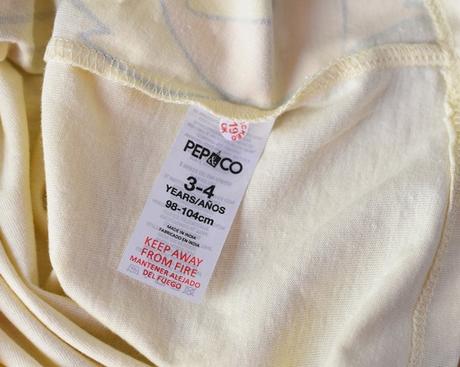 19
PEP&CO
3-4
YEARS/AÑOS
98-104cm
MADE IN INDIA
FABRICADO EN INDIA
KEEP AWAY
FROM FIRE
MANTENER ALEJADO
DEL FUEGO